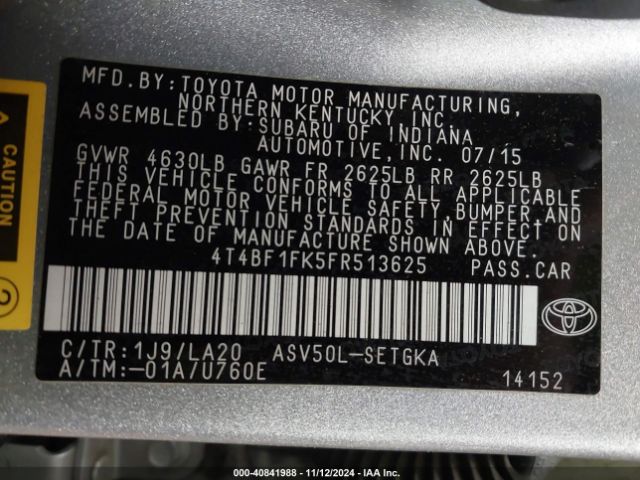 MFD.BY:TOYOTA MOTOR MANUFACTURING,
NORTHERN KENTUCKY,INC.
ASSEMBLED BY:SUBARU OF INDIANA
AUTOMOTIVE,INC. 07/15
GVWR 4630LB GAWR FR 2625LB RR 2625LB
THIS VEHICLE CONFORMS TO ALL APPLICABLE
FEDERAL MOTOR VEHICLE SAFETY,BUMPER,AND
THEFT PREVENTION STANDARDS IN EFFECT ON
THE DATE OF MANUFACTURE SHOWN ABOVE.
4T4BF1FK5FR513625 PASS.CAR
2
TOYOTA
C/TR:1J9/LA20 ASV50L-SETGKA
A/TM:-01A/U760E
14152
000-40841988 - 11/12/2024 - IAA Inc.